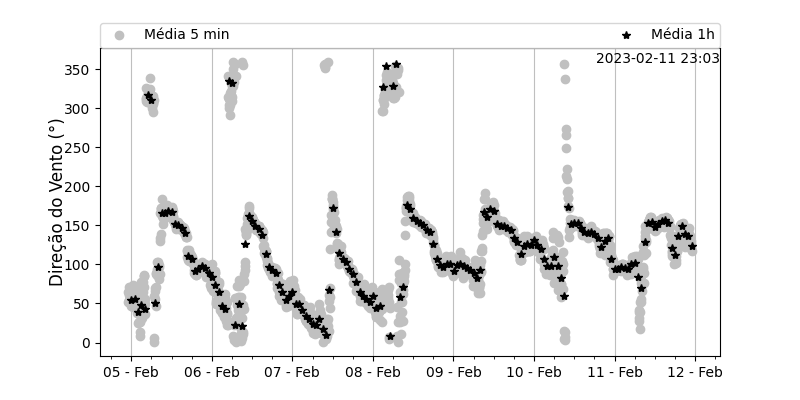 Média 5 min
Média 1h
2023-02-11 23:03
Direção do Vento (°)
350
300
250
200
150
100
50
0
05 - Feb
06 - Feb
07 - Feb
08 - Feb
09 - Feb
10 - Feb
11 - Feb
12 - Feb